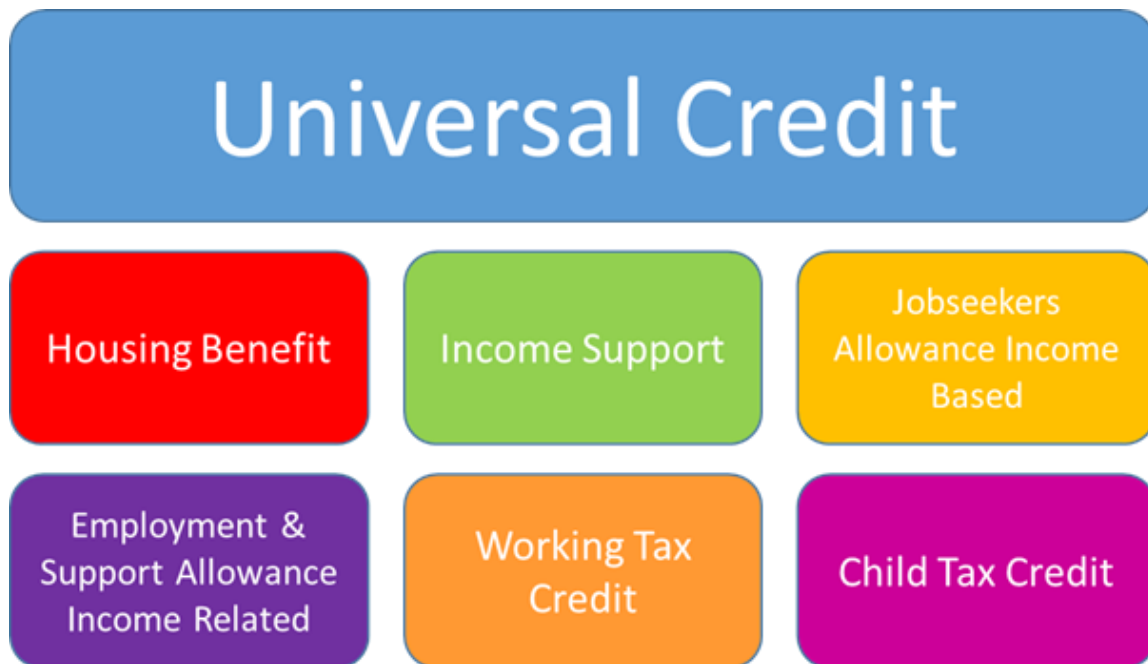 Universal Credit
Housing Benefit
Income Support
Jobseekers
Allowance Income
Based
Employment &
Support Allowance
Income Related
Working Tax
Credit
Child Tax Credit